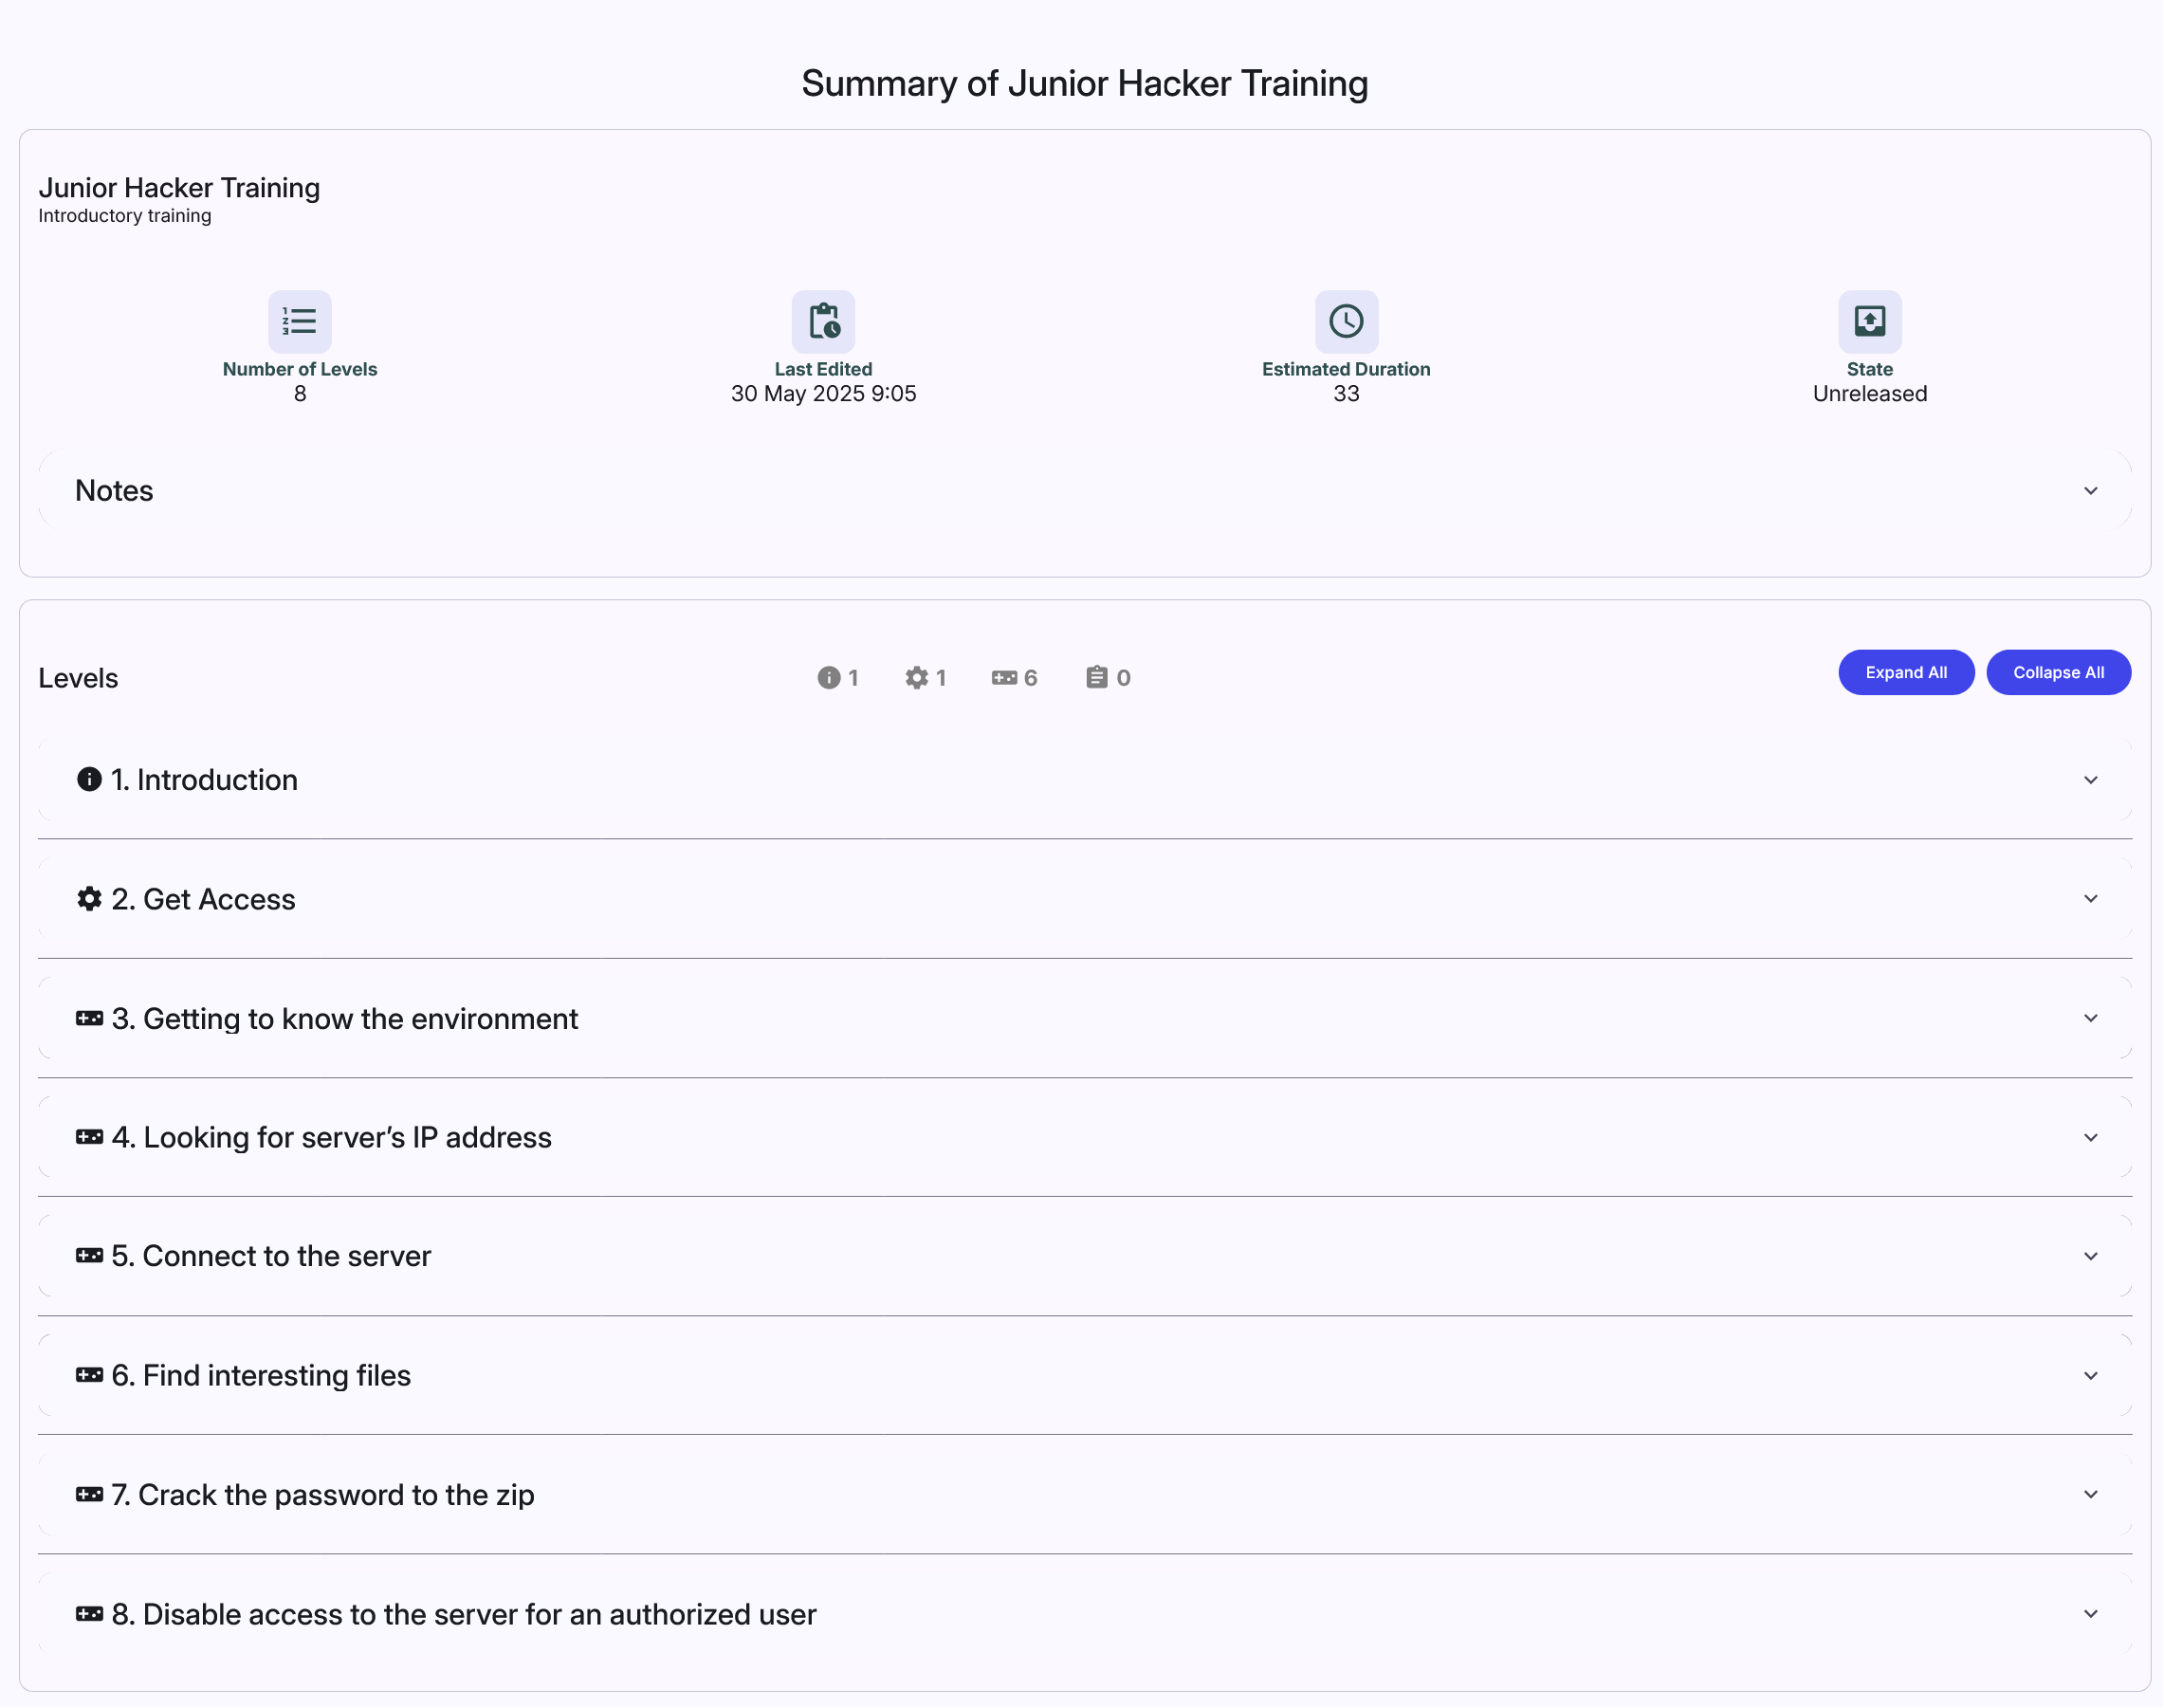 Summary of Junior Hacker Training
Junior Hacker Training
Introductory training
Number of Levels
8
Last Edited
30 May 2025 9:05
Estimated Duration
33
State
Unreleased
Notes
Levels
1
1
6
0
Expand All
Collapse All
1. Introduction
2. Get Access
3. Getting to know the environment
4. Looking for server’s IP address
5. Connect to the server
6. Find interesting files
7. Crack the password to the zip
8. Disable access to the server for an authorized user